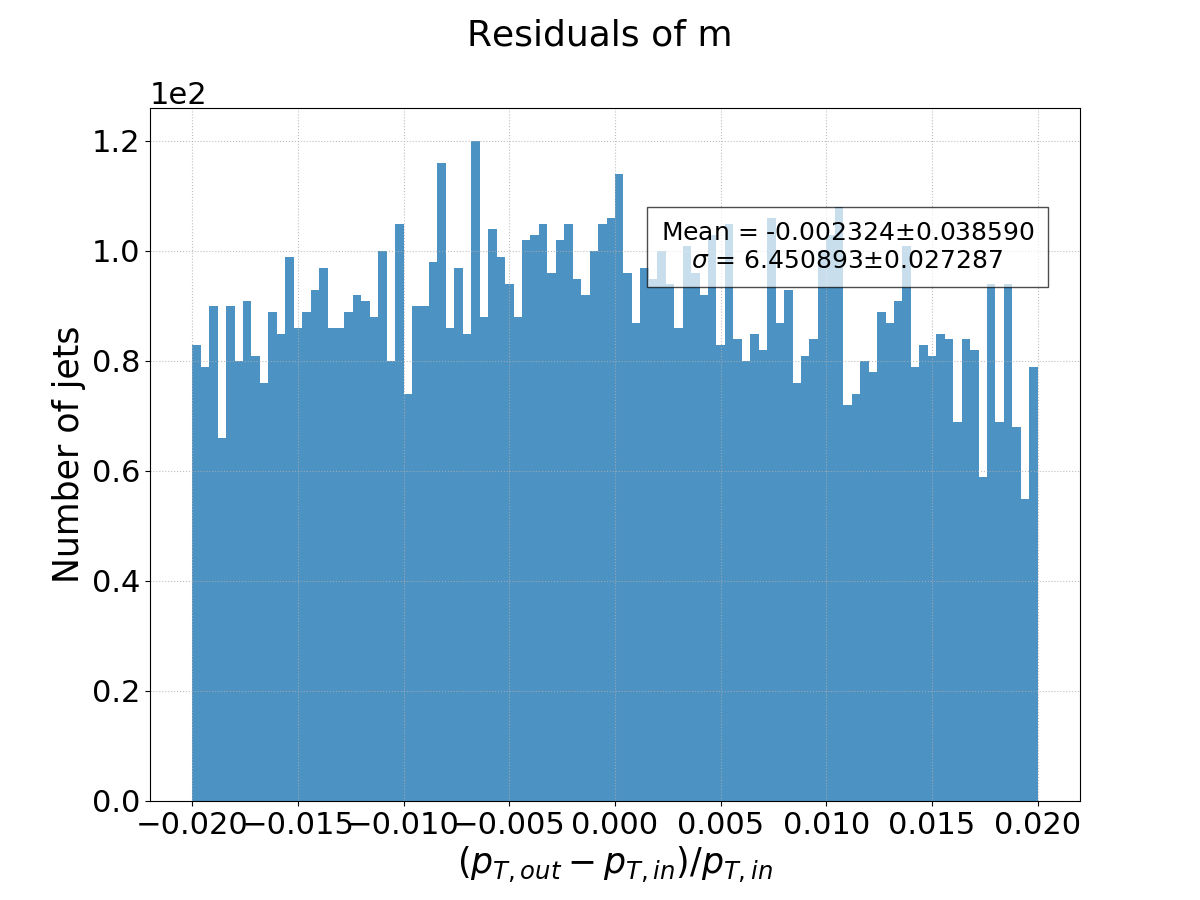 Residuals of m
1e2
1.2
1.0
0.8
0.6
0.4
0.2
0.0
Number of jets
Mean = -0.002324±0.038590
σ = 6.450893±0.027287
−0.020 −0.015 −0.010 −0.005 0.000 0.005 0.010 0.015 0.020
(p_{T,out} − p_{T,in})/p_{T,in}